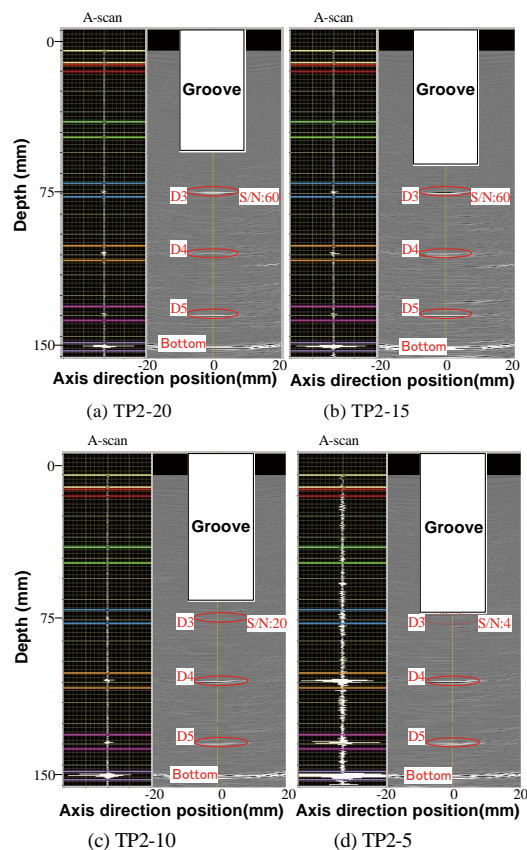 A-scan A-scan
0
Groove Groove
Depth (mm)
75
D3 S/N:60 D3 S/N:60
D4 D4
D5 D5
150
Bottom Bottom
-20 0 20 -20 0 20
Axis direction position(mm) Axis direction position(mm)
(a) TP2-20 (b) TP2-15
A-scan A-scan
0
Groove Groove
Depth (mm)
75
D3 S/N:20 D3 S/N:4
D4 D4
D5 D5
150
Bottom Bottom
-20 0 20 -20 0 20
Axis direction position(mm) Axis direction position(mm)
(c) TP2-10 (d) TP2-5